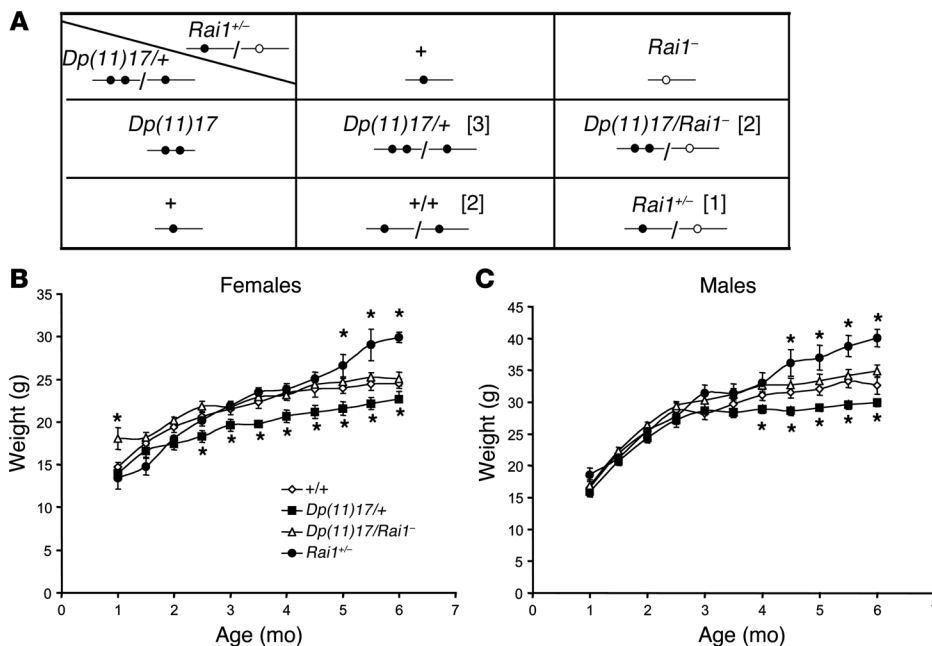 A
Rai1+/–
Dp(11)17/+
+
Rai1–
Dp(11)17
Dp(11)17/+ [3]
Dp(11)17/Rai1– [2]
+
+/+ [2]
Rai1+/– [1]
B
Females
35
30
25
20
15
10
5
0
Weight (g)
* * * * * * * * * * * *
+/+
Dp(11)17/+
Dp(11)17/Rai1–
Rai1+/–
0 1 2 3 4 5 6 7
Age (mo)
C
Males
45
40
35
30
25
20
15
10
5
0
Weight (g)
* * * * * * * * *
0 1 2 3 4 5 6
Age (mo)